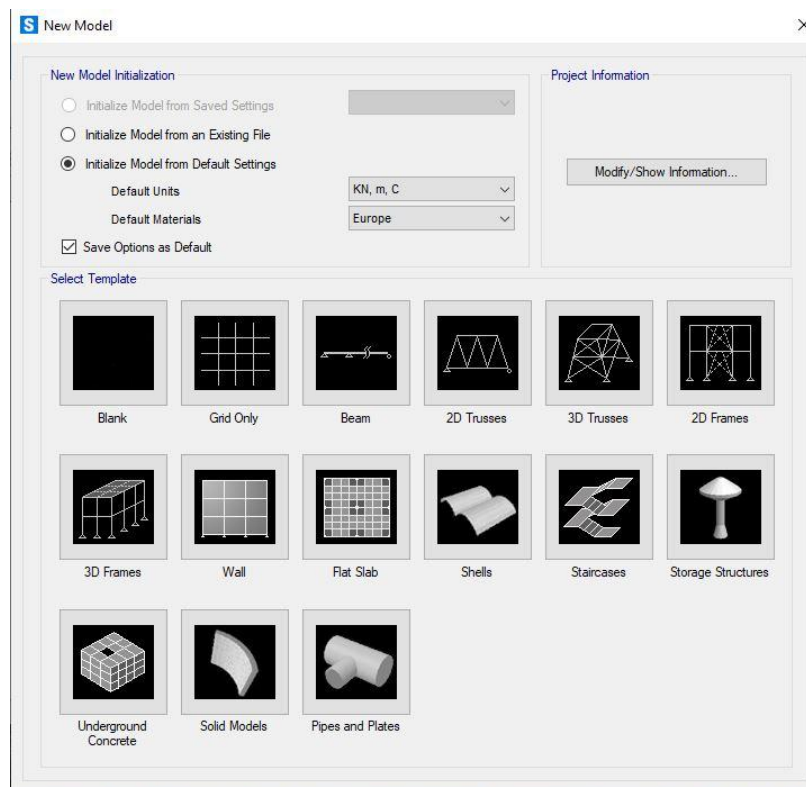 S New Model
New Model Initialization
Initialize Model from Saved Settings
Initialize Model from an Existing File
Initialize Model from Default Settings
Default Units
KN, m, C
Default Materials
Europe
Save Options as Default
Project Information
Modify/Show Information...
Select Template
Blank
Grid Only
Beam
2D Trusses
3D Trusses
2D Frames
3D Frames
Wall
Flat Slab
Shells
Staircases
Storage Structures
Underground
Concrete
Solid Models
Pipes and Plates